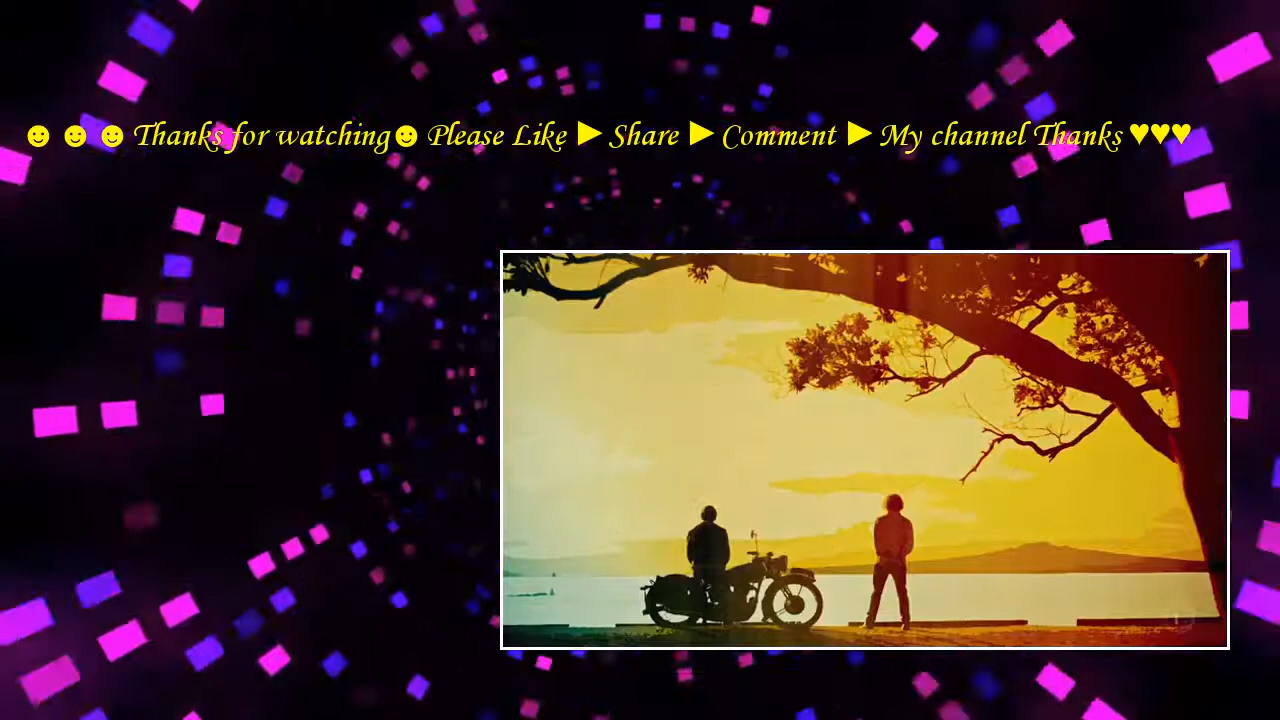 ☻ ☻ ☻ Thanks for watching☻ Please Like ► Share ► Comment ► My channel Thanks ♥♥♥